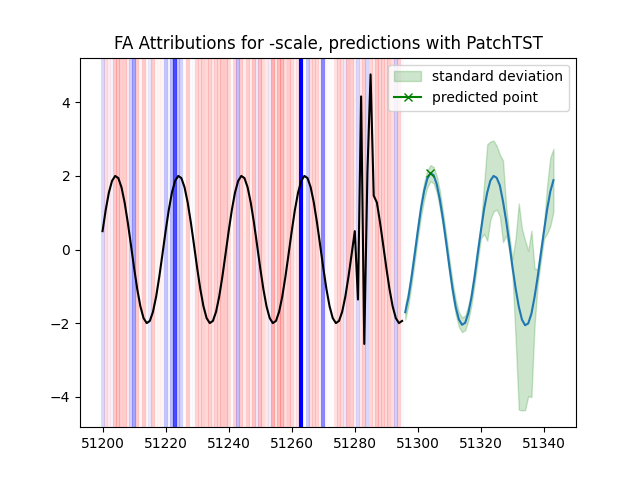 FA Attributions for -scale, predictions with PatchTST
standard deviation
predicted point
4
2
0
−2
−4
51200 51220 51240 51260 51280 51300 51320 51340